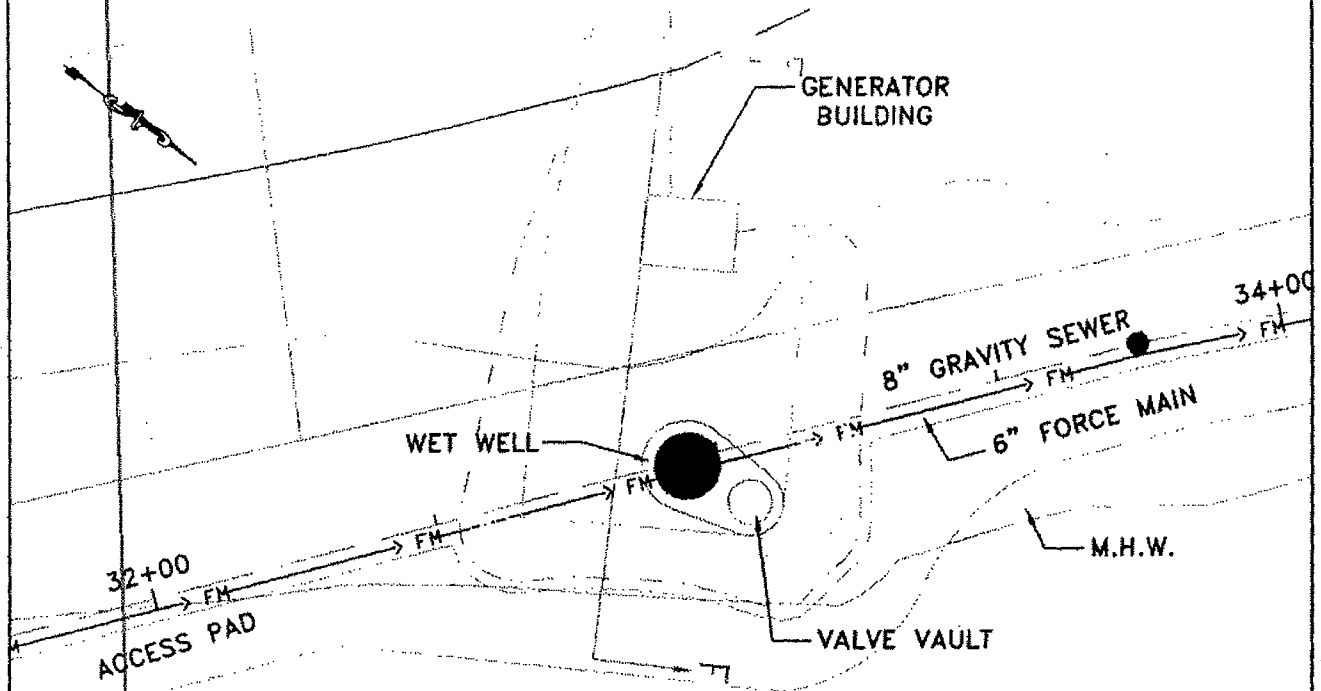 GENERATOR
BUILDING
34+00
8" GRAVITY SEWER
FM
FM
6" FORCE MAIN
FM
WET WELL
FM
M.H.W.
FM
32+00
FM
VALVE VAULT
ACCESS PAD